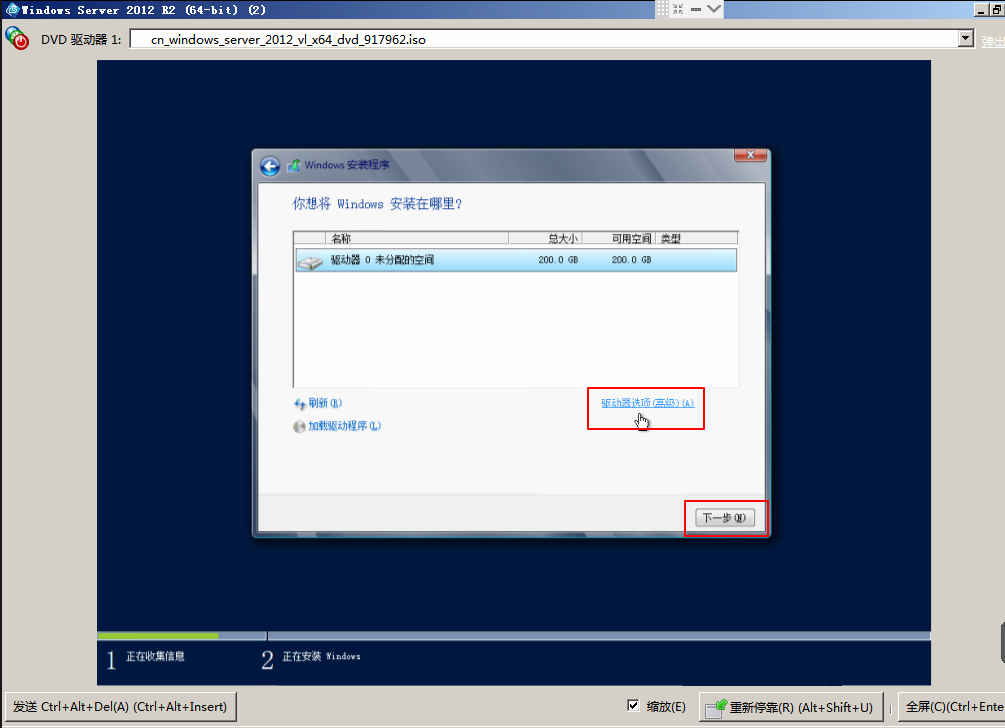 Windows Server 2012 R2 (64-bit) (2)
DVD 驱动器 1: cn_windows_server_2012_vl_x64_dvd_917962.iso 弹出
Windows 安装程序
你想将 Windows 安装在哪里?
名称 总大小 可用空间 类型
驱动器 0 未分配的空间 200.0 GB 200.0 GB
刷新(R) 驱动器选项(高级)(A)
加载驱动程序(L)
下一步(N)
1 正在收集信息 2 正在安装 Windows
发送 Ctrl+Alt+Del(A) (Ctrl+Alt+Insert) 缩放(E) 重新停靠(R) (Alt+Shift+U) 全屏(C)(Ctrl+Ente